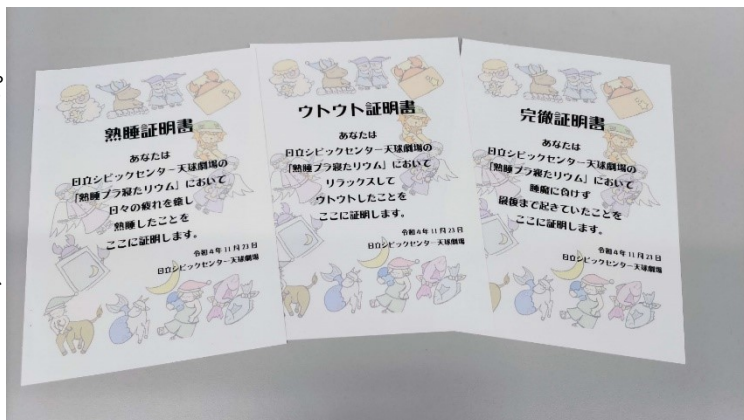 熟睡証明書
あなたは
日立シビックセンター天球劇場の
「熟睡プラ寝たリウム」において
日々の疲れを癒し
熟睡したことを
ここに証明します。
令和4年11月23日
日立シビックセンター天球劇場
ウトウト証明書
あなたは
日立シビックセンター天球劇場の
「熟睡プラ寝たリウム」において
リラックスして
ウトウトしたことを
ここに証明します。
令和4年11月23日
日立シビックセンター天球劇場
完徹証明書
あなたは
日立シビックセンター天球劇場の
「熟睡プラ寝たリウム」において
睡魔に負けず
最後まで起きていたことを
ここに証明します。
令和4年11月23日
日立シビックセンター天球劇場